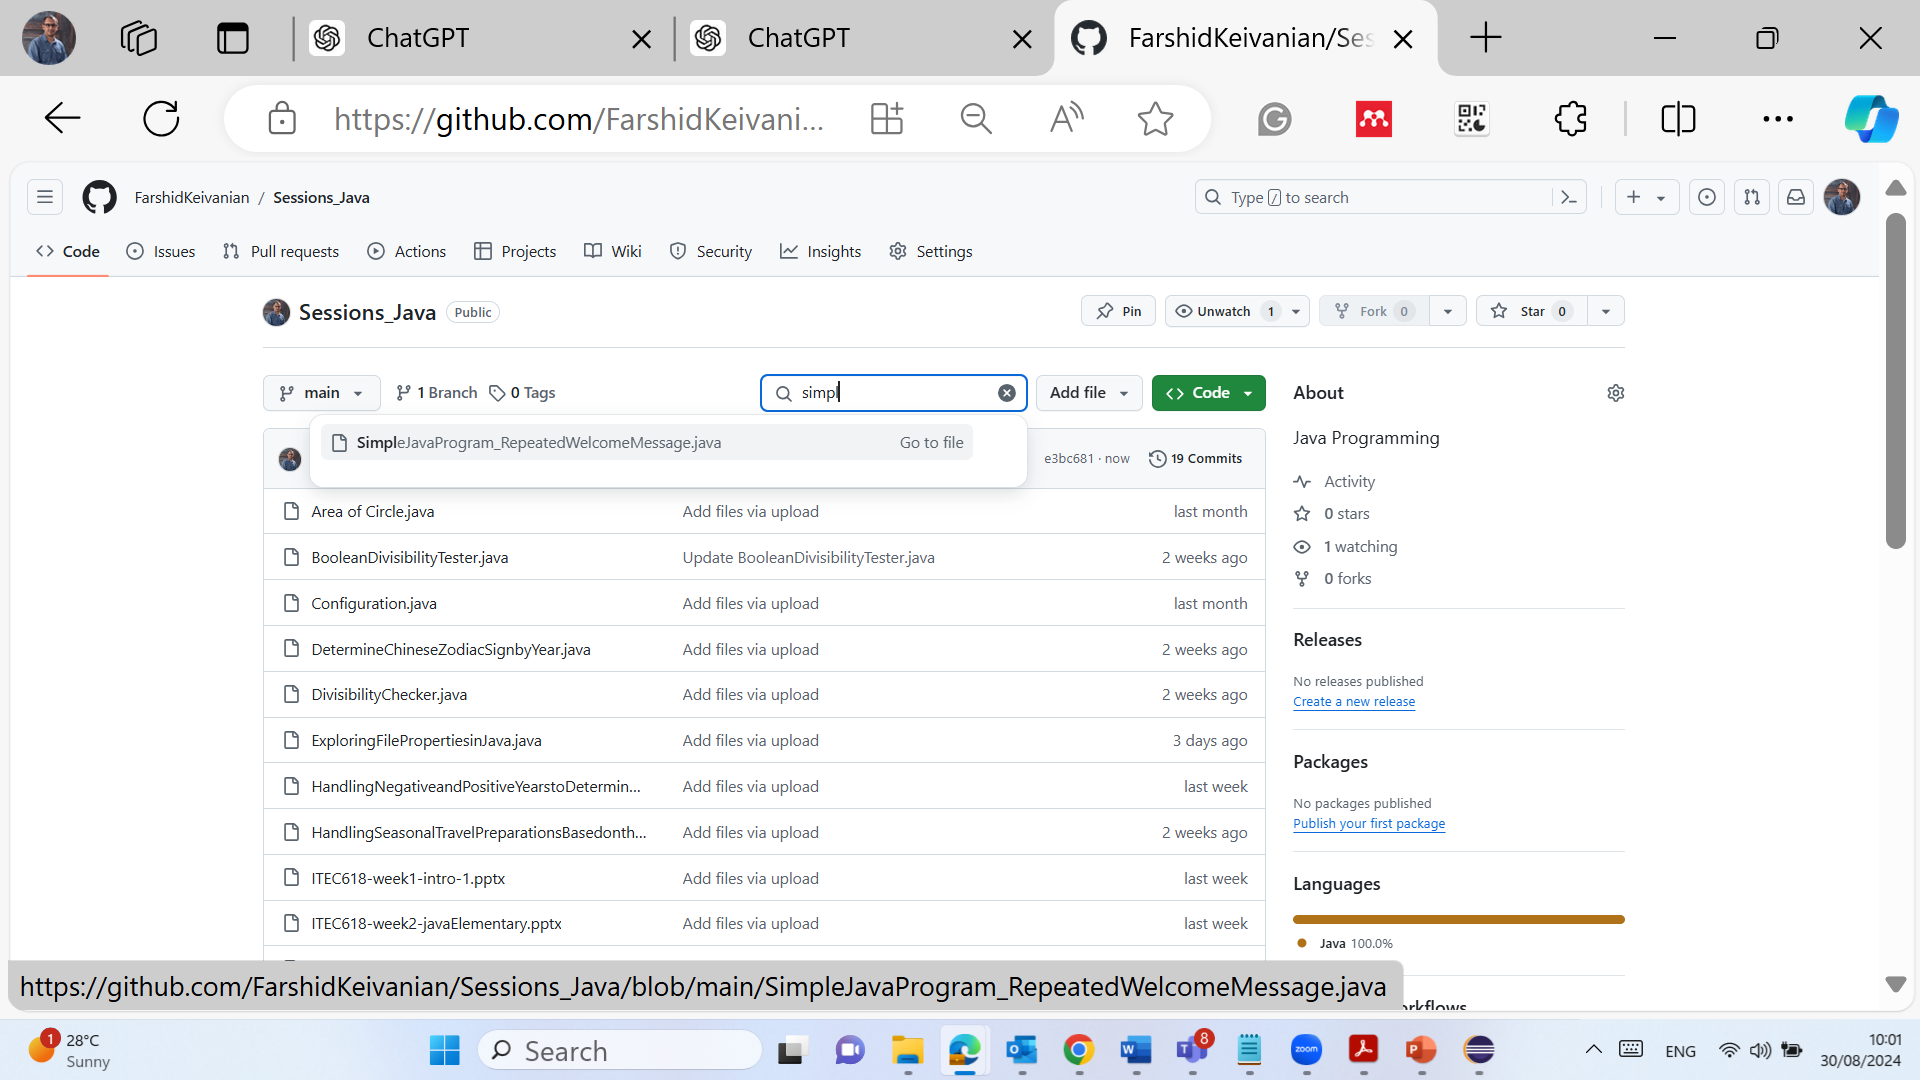 ChatGPT
ChatGPT
FarshidKeivanian/Ses
https://github.com/FarshidKeivani...
FarshidKeivanian / Sessions_Java
Type / to search
Code
Issues
Pull requests
Actions
Projects
Wiki
Security
Insights
Settings
Sessions_Java Public
Pin
Unwatch 1
Fork 0
Star 0
main
1 Branch
0 Tags
simpl
Add file
Code
SimpleJavaProgram_RepeatedWelcomeMessage.java Go to file
e3bc681 · now
19 Commits
Area of Circle.java Add files via upload last month
BooleanDivisibilityTester.java Update BooleanDivisibilityTester.java 2 weeks ago
Configuration.java Add files via upload last month
DetermineChineseZodiacSignbyYear.java Add files via upload 2 weeks ago
DivisibilityChecker.java Add files via upload 2 weeks ago
ExploringFilePropertiesinJava.java Add files via upload 3 days ago
HandlingNegativeandPositiveYearstoDetermin... Add files via upload last week
HandlingSeasonalTravelPreparationsBasedonth... Add files via upload 2 weeks ago
ITEC618-week1-intro-1.pptx Add files via upload last week
ITEC618-week2-javaElementary.pptx Add files via upload last week
About
Java Programming
Activity
0 stars
1 watching
0 forks
Releases
No releases published
Create a new release
Packages
No packages published
Publish your first package
Languages
Java 100.0%
https://github.com/FarshidKeivanian/Sessions_Java/blob/main/SimpleJavaProgram_RepeatedWelcomeMessage.java
1
28°C
Sunny
Search
8
zoom
ENG
10:01
30/08/2024